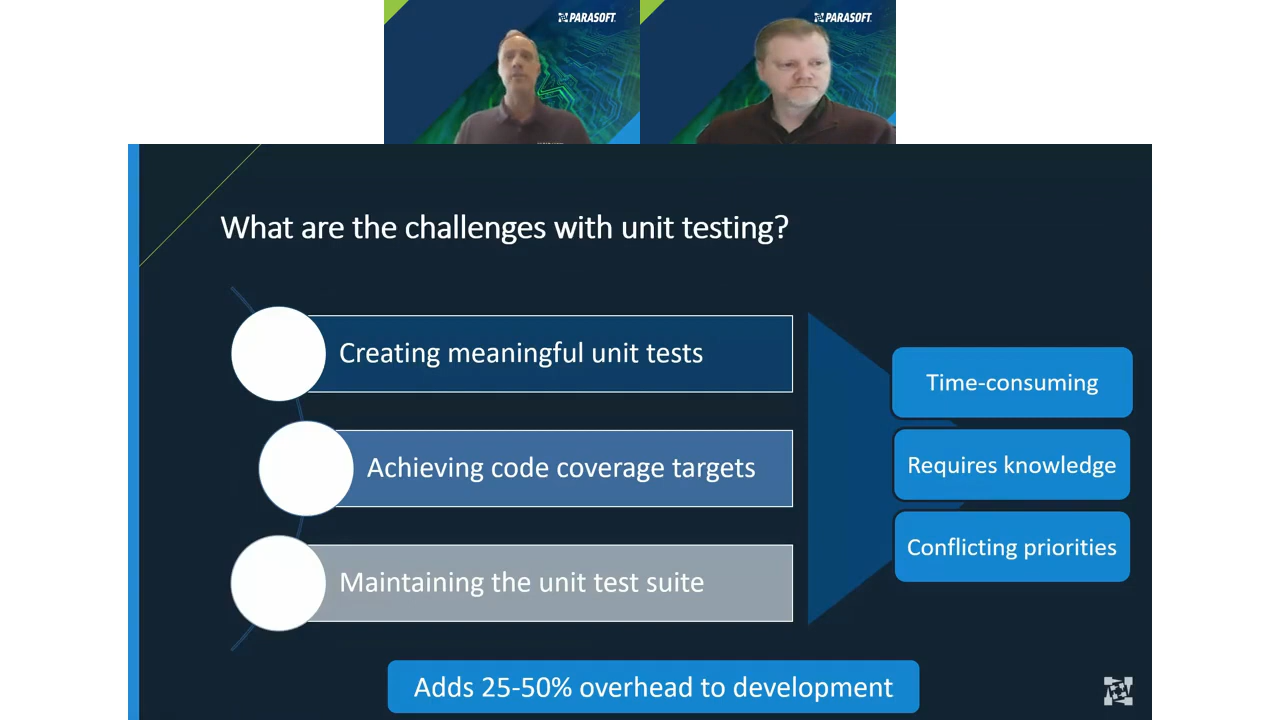 PARASOFT
PARASOFT
What are the challenges with unit testing?
Creating meaningful unit tests
Achieving code coverage targets
Maintaining the unit test suite
Time-consuming
Requires knowledge
Conflicting priorities
Adds 25-50% overhead to development